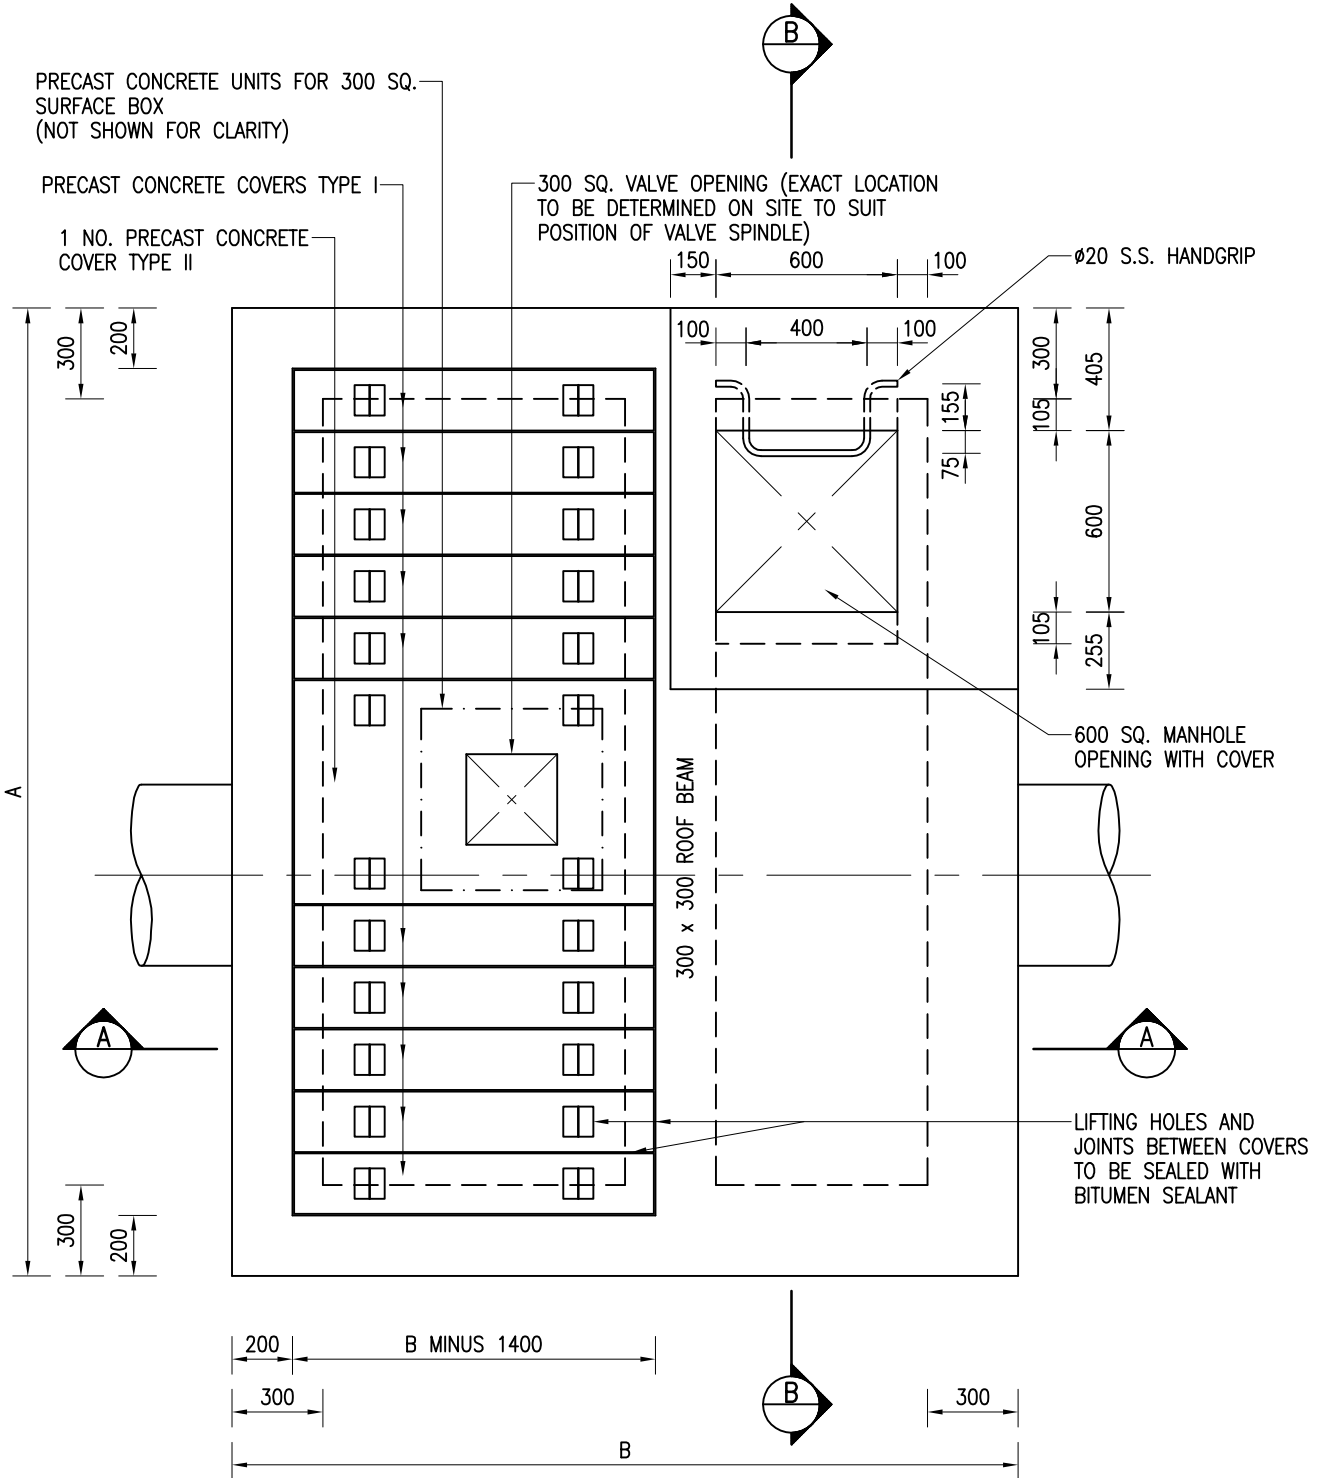 B
PRECAST CONCRETE UNITS FOR 300 SQ.
SURFACE BOX
(NOT SHOWN FOR CLARITY)
PRECAST CONCRETE COVERS TYPE I
1 NO. PRECAST CONCRETE
COVER TYPE II
300 SQ. VALVE OPENING (EXACT LOCATION
TO BE DETERMINED ON SITE TO SUIT
POSITION OF VALVE SPINDLE)
150
600
100
ø20 S.S. HANDGRIP
100
400
100
300
200
300
405
155
105
75
600
105
255
600 SQ. MANHOLE
OPENING WITH COVER
A
300 x 300 ROOF BEAM
A
A
LIFTING HOLES AND
JOINTS BETWEEN COVERS
TO BE SEALED WITH
BITUMEN SEALANT
300
200
200
B MINUS 1400
300
B
300
B